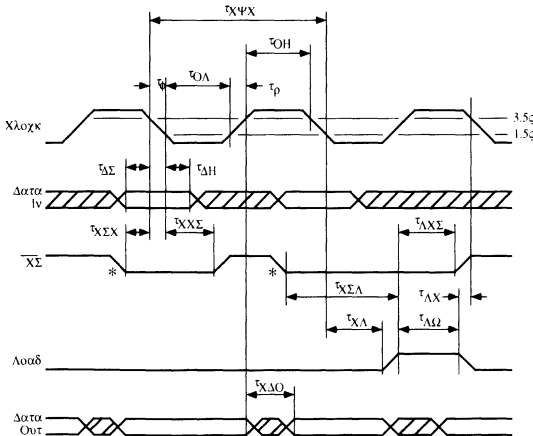 τΧΨΧ
τΟΗ
τφ
τΟΛ
τρ
Χλοχκ
3.5ς
1.5ς
τΔΣ
τΔΗ
Δατα
Ιν
τΧΣΧ
τΧΧΣ
τΛΧΣ
ΧΣ
*
*
τΧΣΛ
τΛΧ
τΧΛ
τΛΩ
Λοαδ
τΧΔΟ
Δατα
Ουτ